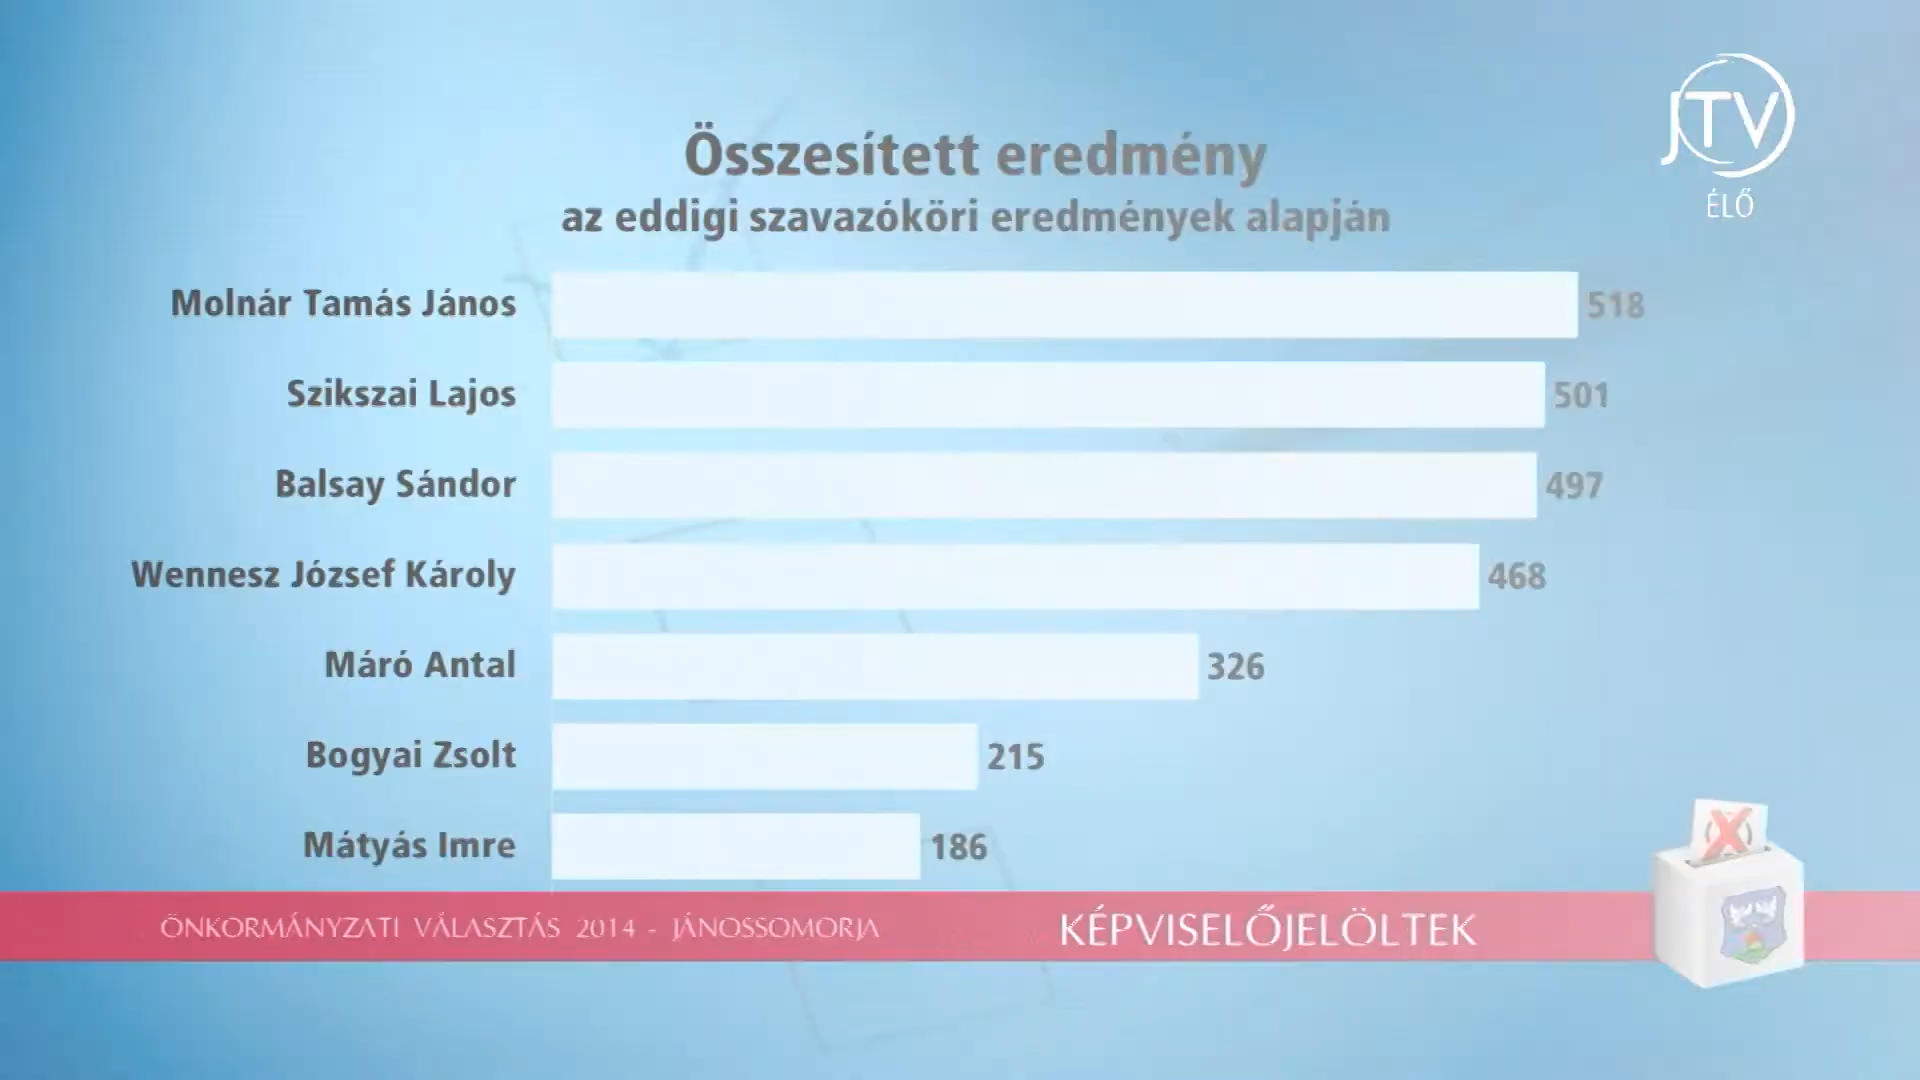 JTV
ÉLŐ
Összesített eredmény
az eddigi szavazóköri eredmények alapján
Molnár Tamás János 518
Szikszai Lajos 501
Balsay Sándor 497
Wennesz József Károly 468
Máró Antal 326
Bogyai Zsolt 215
Mátyás Imre 186
ÖNKORMÁNYZATI VÁLASZTÁS 2014 - JÁNOSSOMORJA KÉPVISELŐJELÖLTEK